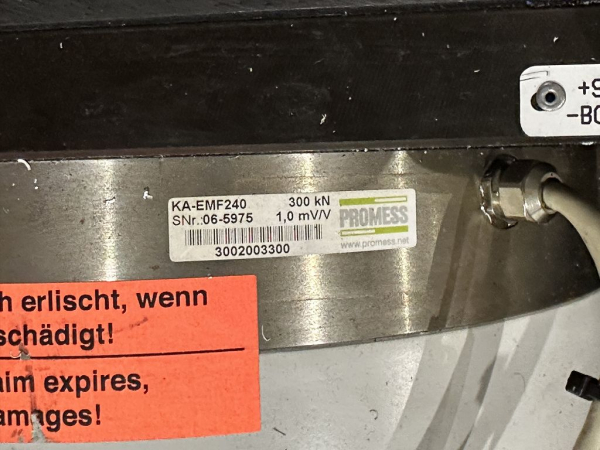 +S
-BC
KA-EMF240 300 kN
SNr.:06-5975 1,0 mV/V
PROMESS
3002003300
www.promess.net
h erlischt, wenn
schädigt!
aim expires,
amages!